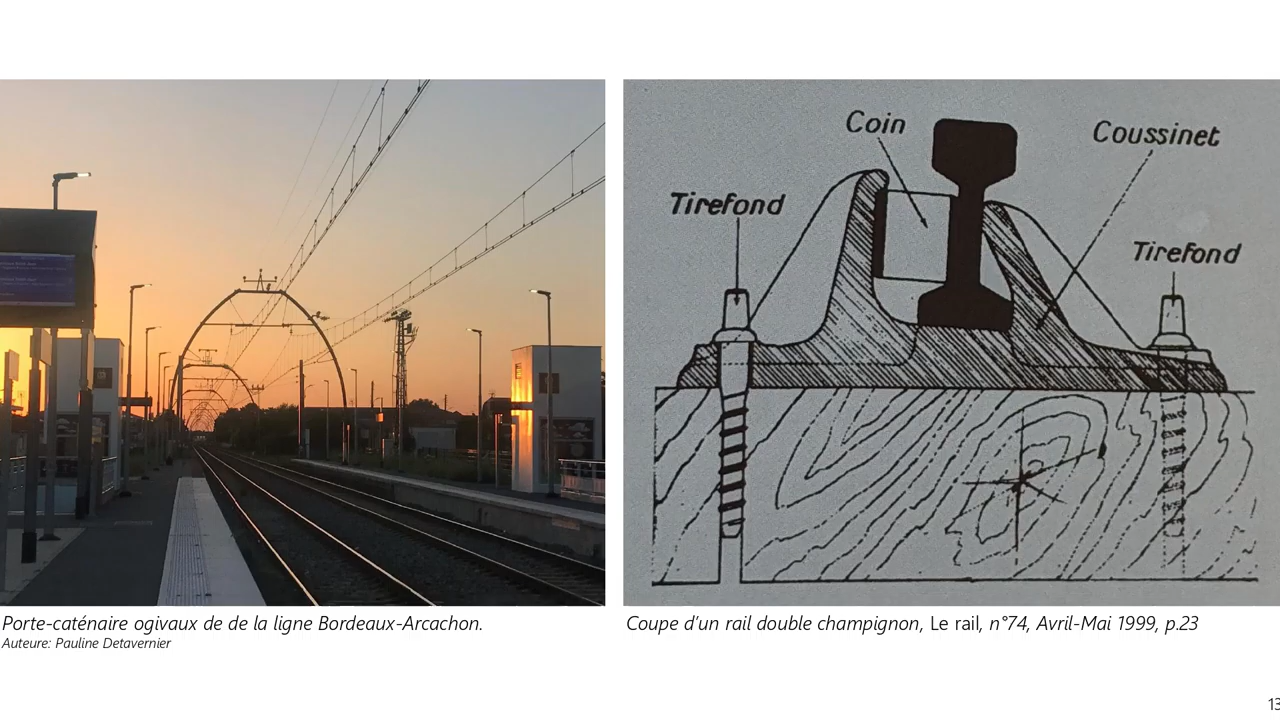 Coin
Coussinet
Tirefond
Tirefond
Porte-caténaire ogivaux de de la ligne Bordeaux-Arcachon.
Auteure: Pauline Detavernier
Coupe d'un rail double champignon, Le rail, n°74, Avril-Mai 1999, p.23
13